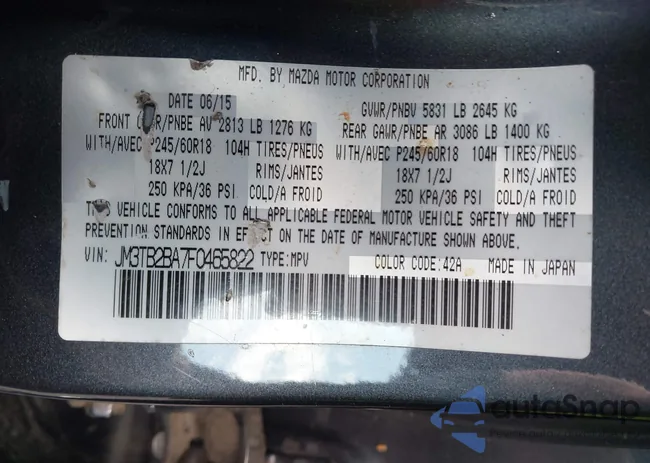 MFD. BY MAZDA MOTOR CORPORATION
DATE 06/15 GVWR/PNBV 5831 LB 2645 KG
FRONT GAWR/PNBE AV 2813 LB 1276 KG REAR GAWR/PNBE AR 3086 LB 1400 KG
WITH/AVEC P245/60R18 104H TIRES/PNEUS WITH/AVEC P245/60R18 104H TIRES/PNEUS
18X7 1/2J RIMS/JANTES 18X7 1/2J RIMS/JANTES
250 KPA/36 PSI COLD/A FROID 250 KPA/36 PSI COLD/A FROID
THIS VEHICLE CONFORMS TO ALL APPLICABLE FEDERAL MOTOR VEHICLE SAFETY AND THEFT
PREVENTION STANDARDS IN EFFECT ON THE DATE OF MANUFACTURE SHOWN ABOVE.
VIN: JM3TB2BA7F0465822 TYPE: MPV COLOR CODE: 42A MADE IN JAPAN
autoSnap